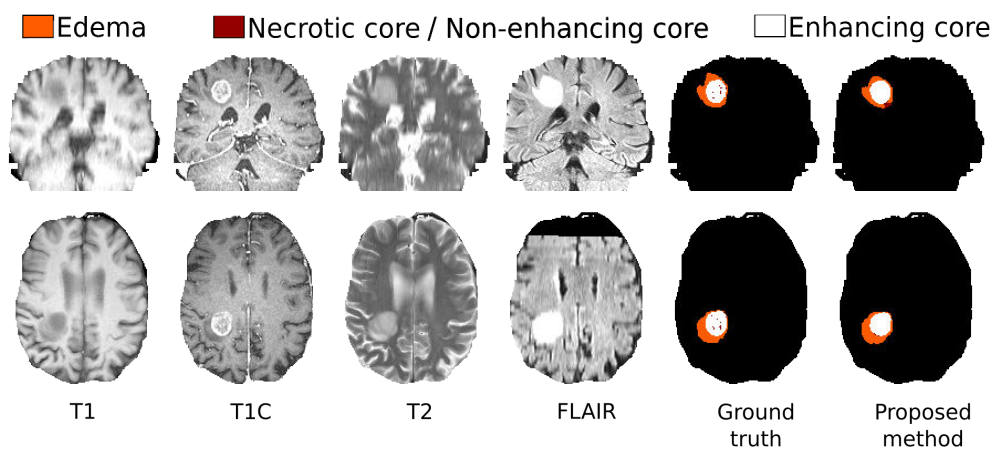 Edema
Necrotic core / Non-enhancing core
Enhancing core
T1
T1C
T2
FLAIR
Ground
truth
Proposed
method